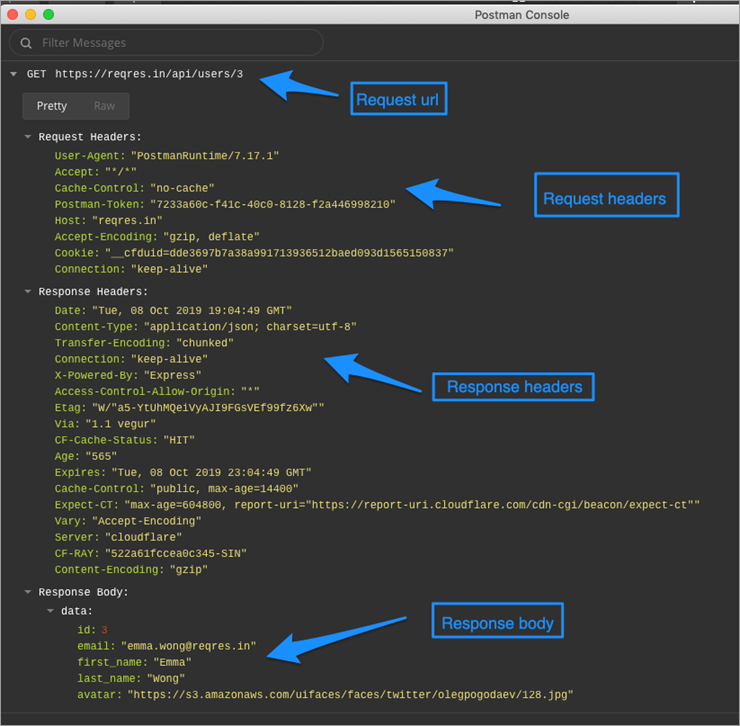 Postman Console
Filter Messages
GET https://reqres.in/api/users/3
Request url
Pretty Raw
Request Headers:
User-Agent: "PostmanRuntime/7.17.1"
Accept: "*/*"
Cache-Control: "no-cache"
Postman-Token: "7233a60c-f41c-40c0-8128-f2a446998210"
Request headers
Host: "reqres.in"
Accept-Encoding: "gzip, deflate"
Cookie: "__cfduid=dde3697b7a38a991713936512baed093d1565150837"
Connection: "keep-alive"
Response Headers:
Date: "Tue, 08 Oct 2019 19:04:49 GMT"
Content-Type: "application/json; charset=utf-8"
Transfer-Encoding: "chunked"
Connection: "keep-alive"
X-Powered-By: "Express"
Response headers
Access-Control-Allow-Origin: "*"
Etag: "W/"a5-YtUhMQeiVyAJI9FGsVEf99fz6Xw""
Via: "1.1 vegur"
CF-Cache-Status: "HIT"
Age: "565"
Expires: "Tue, 08 Oct 2019 23:04:49 GMT"
Cache-Control: "public, max-age=14400"
Expect-CT: "max-age=604800, report-uri="https://report-uri.cloudflare.com/cdn-cgi/beacon/expect-ct""
Vary: "Accept-Encoding"
Server: "cloudflare"
CF-RAY: "522a61fccea0c345-SIN"
Content-Encoding: "gzip"
Response Body:
data:
Response body
id: 3
email: "emma.wong@reqres.in"
first_name: "Emma"
last_name: "Wong"
avatar: "https://s3.amazonaws.com/uifaces/faces/twitter/olegpogodaev/128.jpg"